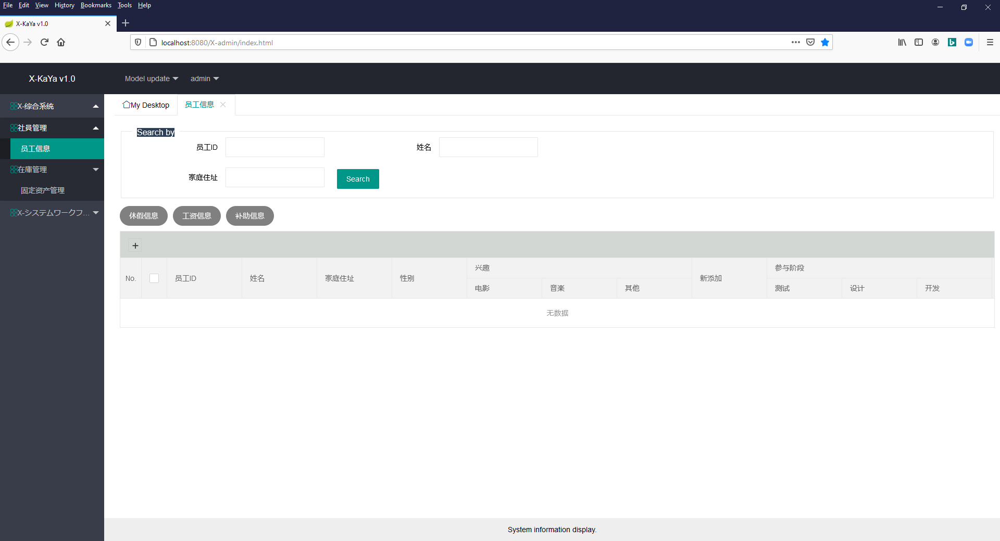 File Edit View History Bookmarks Tools Help
X-KaYa v1.0
localhost:8080/X-admin/index.html
X-KaYa v1.0
Model update
admin
X-综合系统
社員管理
员工信息
在庫管理
固定资产管理
X-システムワークフ...
My Desktop
员工信息
Search by
员工ID
姓名
家庭住址
Search
休假信息
工资信息
补助信息
+
No. 员工ID 姓名 家庭住址 性别 兴趣 新添加 参与阶段
电影 音楽 其他 测试 设计 开发
无数据
System information display.